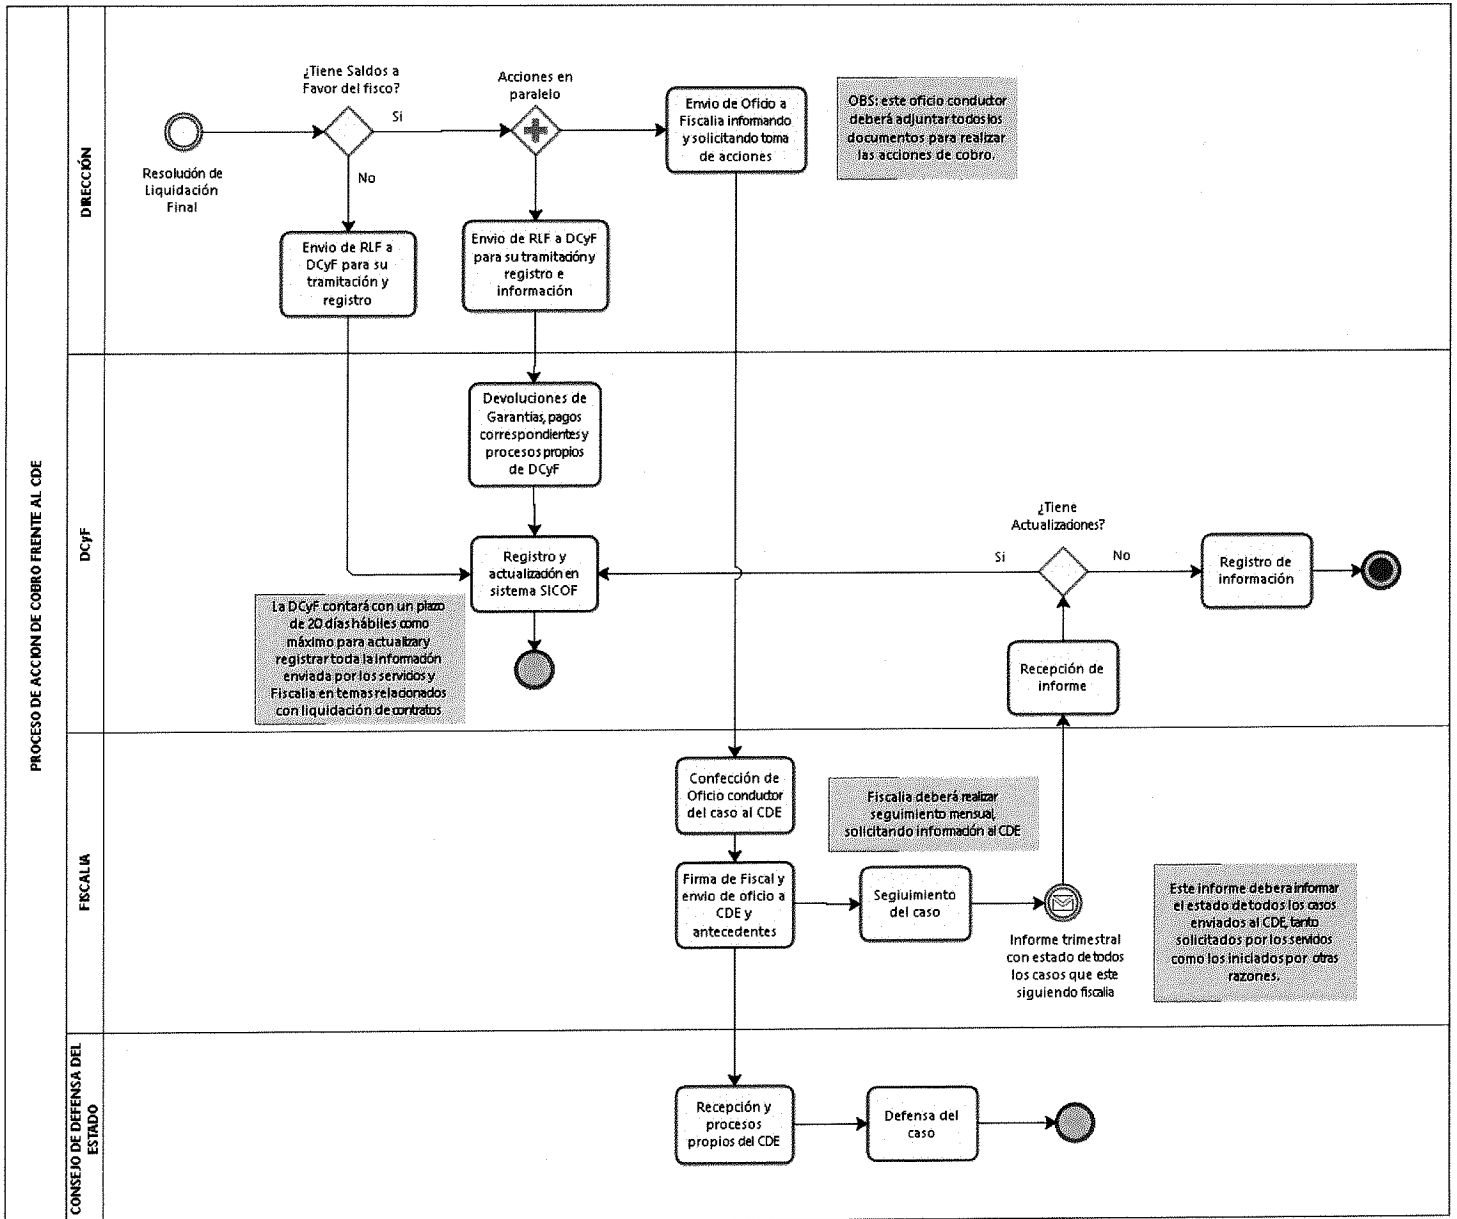 PROCESO DE ACCION DE COBRO FRENTE AL CDE
DIRECCIÓN
¿Tiene Saldos a
Favor del fisco?
Acciones en
paralelo
Si
No
Resolución de
Liquidación
Final
Envio de Oficio a
Fiscalia informando
y solicitando toma
de acciones
OBS: este oficio conductor
deberá adjuntar todos los
documentos para realizar
las acciones de cobro.
Envio de RLF a
DCyF para su
tramitación y
registro
Envio de RLF a DCyF
para su tramitación y
registro e
información
DCyF
Devoluciones de
Garantías, pagos
correspondientes y
procesos propios
de DCyF
Registro y
actualización en
sistema SICOF
La DCyF contará con un plazo
de 20 días hábiles como
máximo para actualizar y
registrar toda la información
enviada por los servicios y
Fiscalia en temas relacionados
con liquidación de contratos
¿Tiene
Actualizaciones?
Si
No
Registro de
información
Recepción de
informe
FISCALIA
Confección de
Oficio conductor
del caso al CDE
Fiscalia deberá realizar
seguimiento mensual,
solicitando información al CDE
Firma de Fiscal y
envio de oficio a
CDE y
antecedentes
Segiuimiento
del caso
Informe trimestral
con estado de todos
los casos que este
siguiendo fiscalia
Este informe debera informar
el estado de todos los casos
enviados al CDE, tanto
solicitados por los servicios
como los iniciados por otras
razones.
CONSEJO DE DEFENSA DEL
ESTADO
Recepción y
procesos
propios del CDE
Defensa del
caso